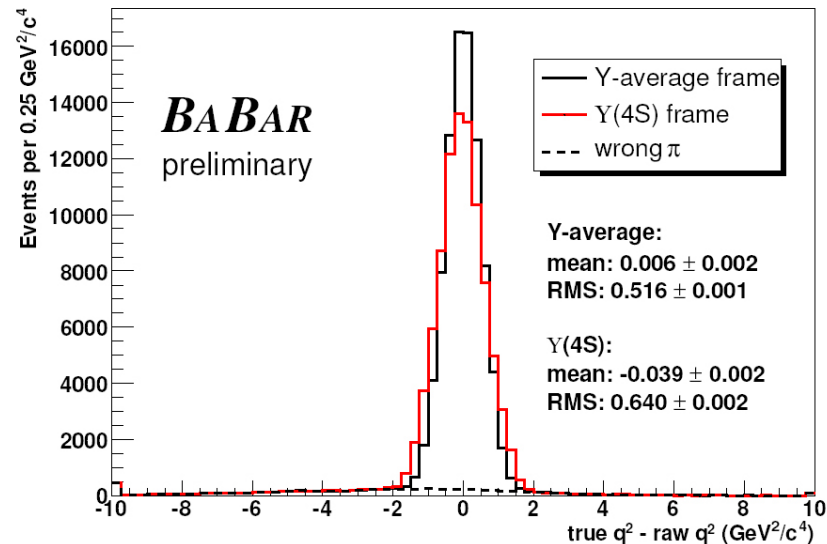 Events per 0.25 GeV²/c⁴
16000
14000
12000
10000
8000
6000
4000
2000
0
BABAR
preliminary
Y-average frame
ϒ(4S) frame
wrong π
Y-average:
mean: 0.006 ± 0.002
RMS: 0.516 ± 0.001
ϒ(4S):
mean: -0.039 ± 0.002
RMS: 0.640 ± 0.002
-10 -8 -6 -4 -2 0 2 4 6 8 10
true q² - raw q² (GeV²/c⁴)